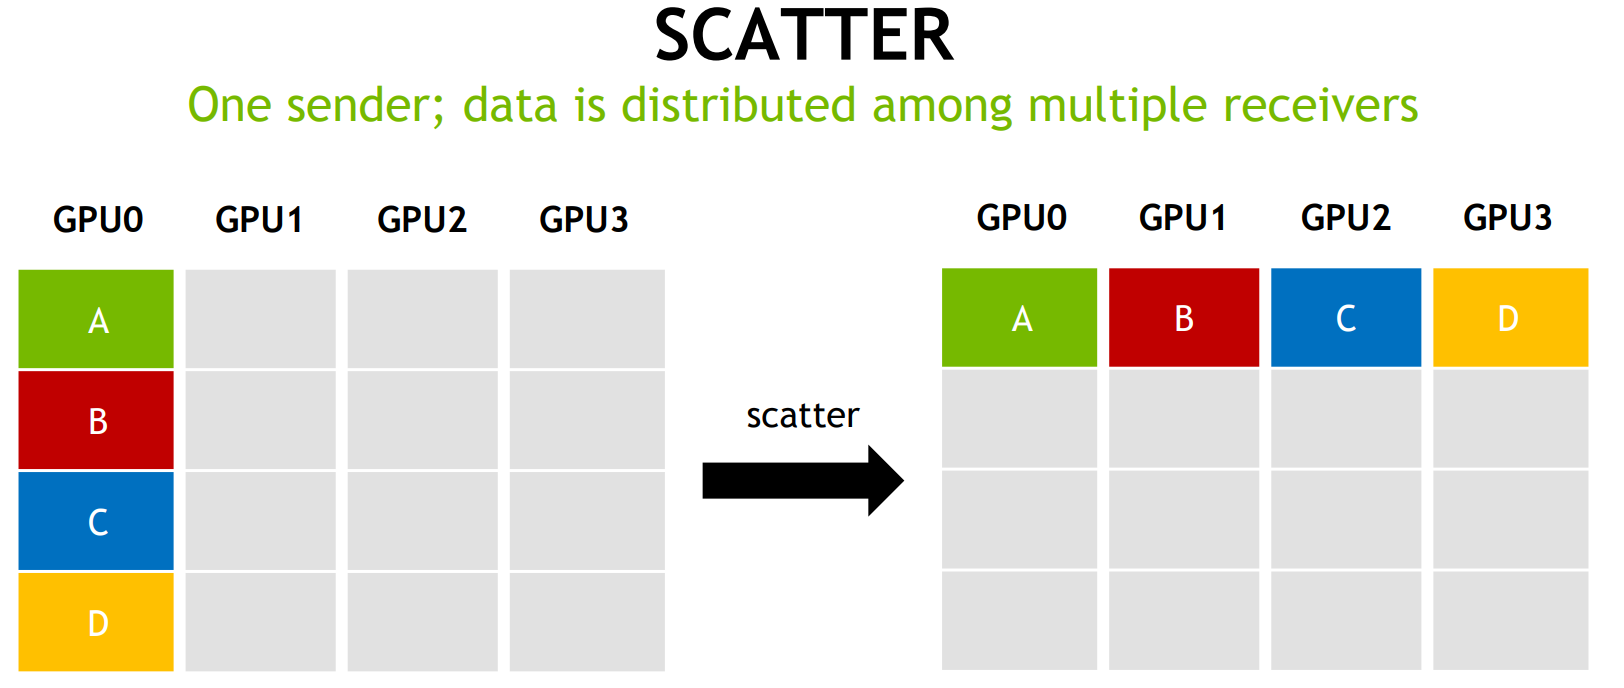 SCATTER
One sender; data is distributed among multiple receivers
GPU0 GPU1 GPU2 GPU3
A
B
C
D
scatter
GPU0 GPU1 GPU2 GPU3
A B C D